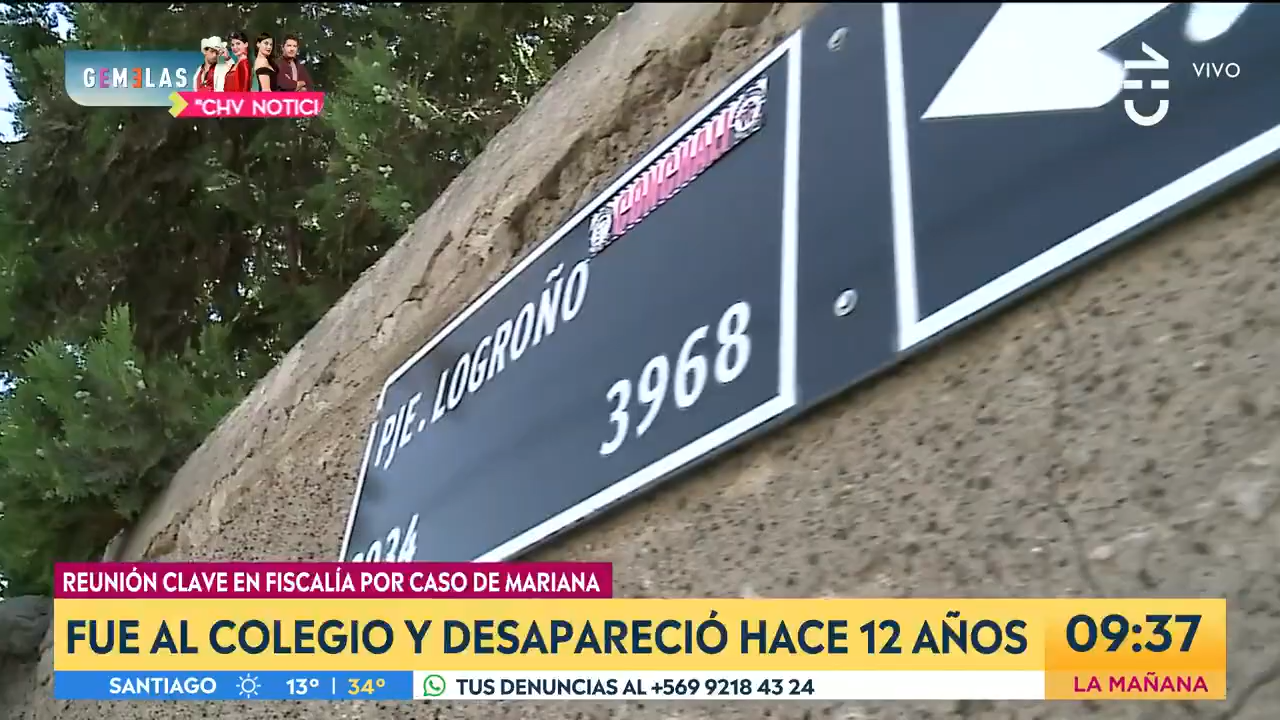 GEMELAS
"CHV NOTICI
CHV
VIVO
PJE. LOGROÑO
3968
REUNIÓN CLAVE EN FISCALÍA POR CASO DE MARIANA
FUE AL COLEGIO Y DESAPARECIÓ HACE 12 AÑOS
09:37
SANTIAGO 13° | 34°
TUS DENUNCIAS AL +569 9218 43 24
LA MAÑANA